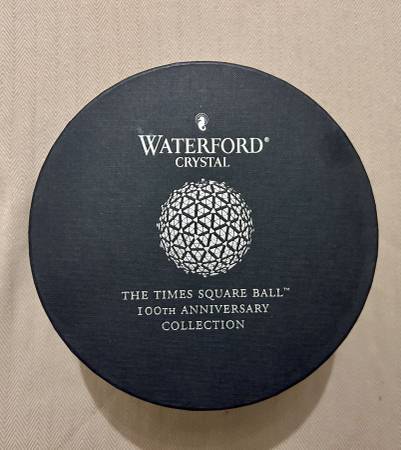 WATERFORD®
CRYSTAL
THE TIMES SQUARE BALL™
100TH ANNIVERSARY
COLLECTION